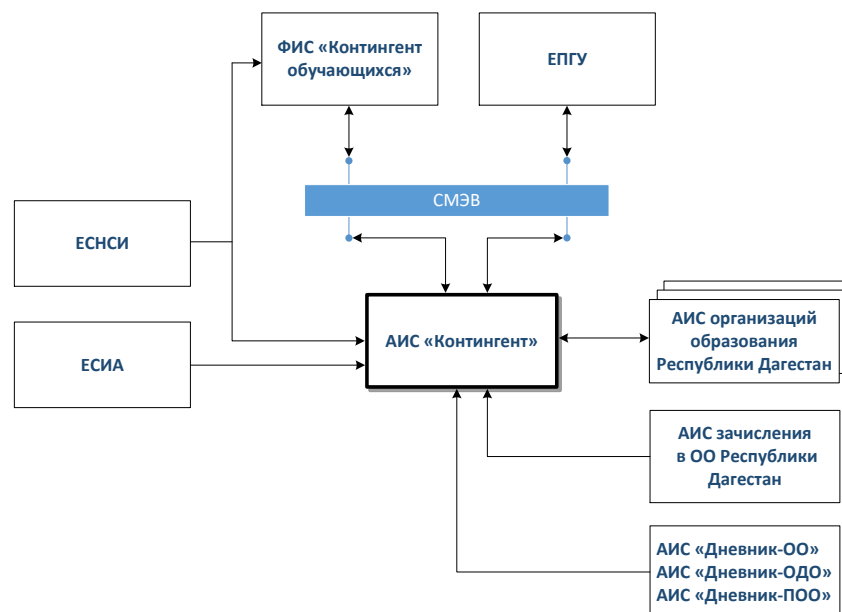 ФИС «Контингент
обучающихся»
ЕПГУ
СМЭВ
ЕСНСИ
ЕСИА
АИС «Контингент»
АИС организаций
образования
Республики Дагестан
АИС зачисления
в ОО Республики
Дагестан
АИС «Дневник-ОО»
АИС «Дневник-ОДО»
АИС «Дневник-ПОО»